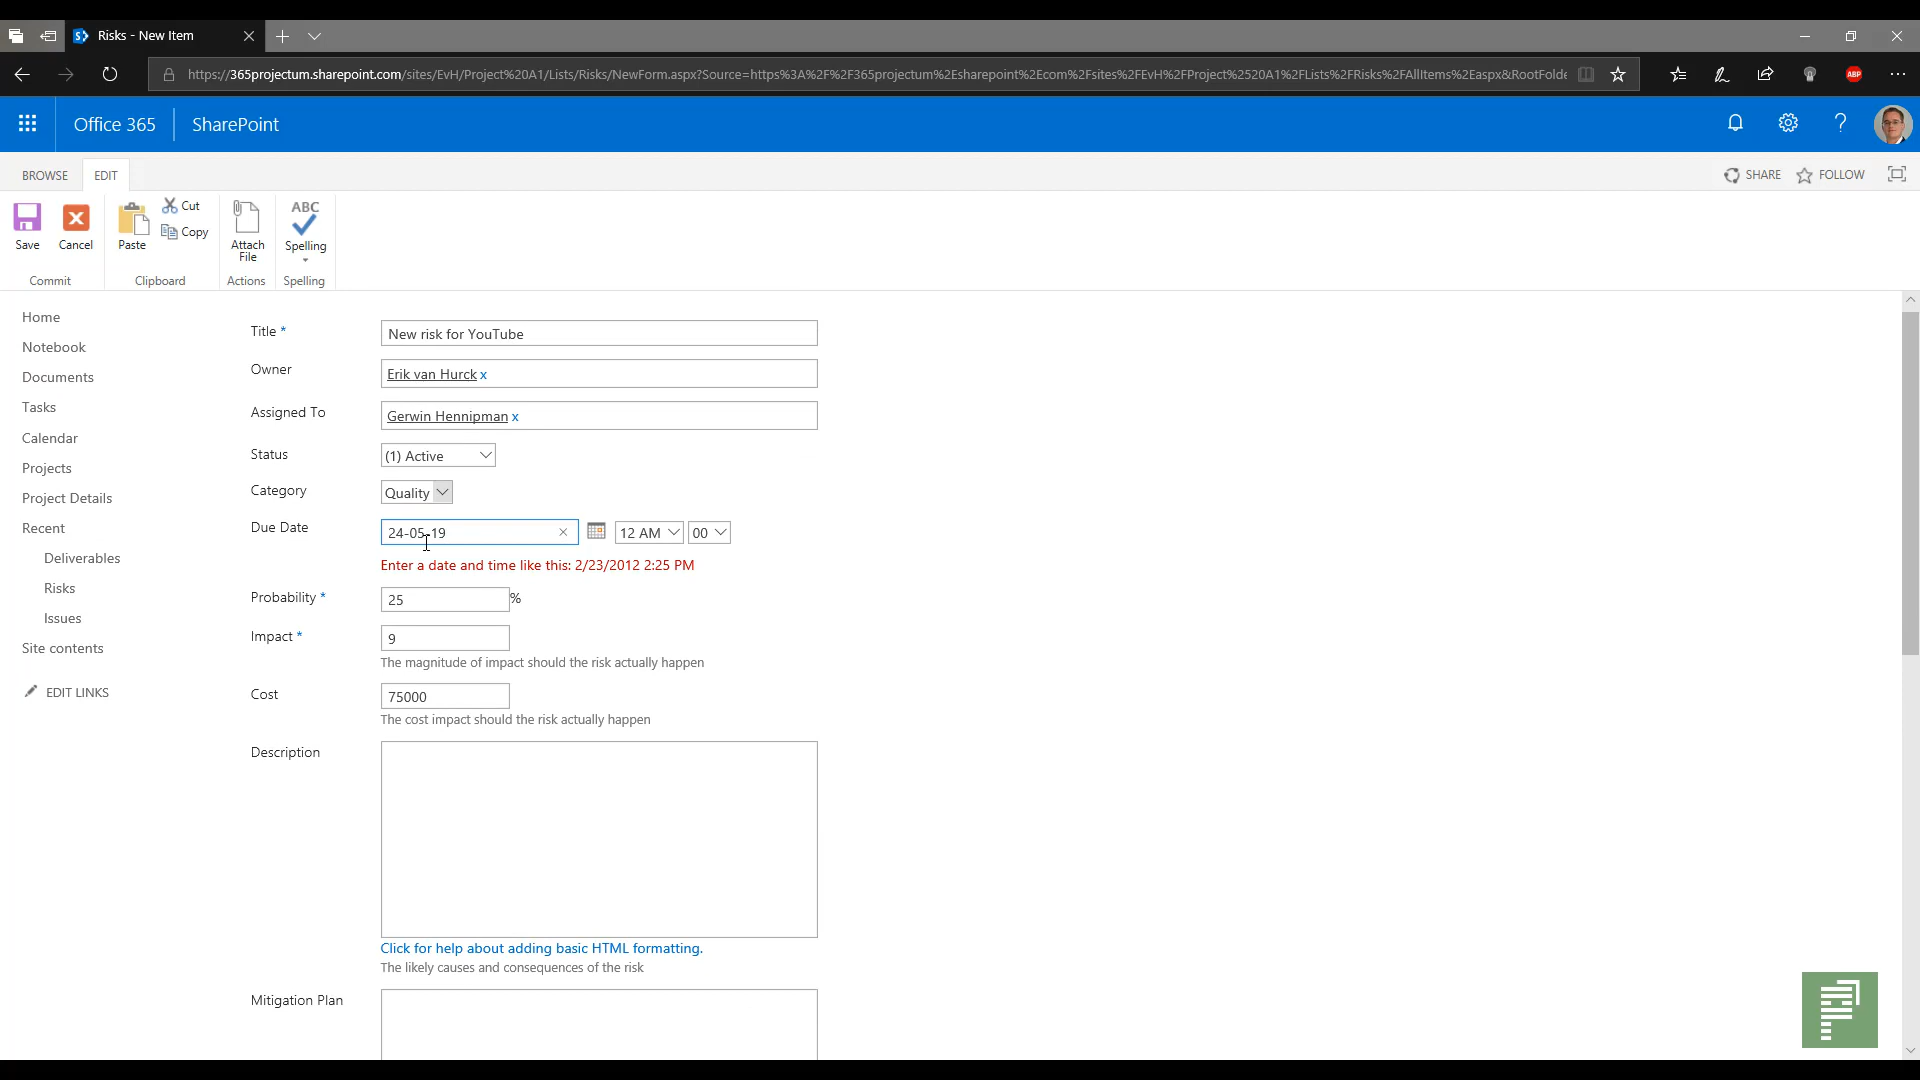 Risks - New Item
https://365projectum.sharepoint.com/sites/EvH/Project%20A1/Lists/Risks/NewForm.aspx?Source=https%3A%2F%2F365projectum%2Esharepoint%2Ecom%2Fsites%2FEvH%2FProject%2520A1%2FLists%2FRisks%2FAllItems%2Easpx&RootFolde
ABP
Office 365
SharePoint
BROWSE
EDIT
SHARE
FOLLOW
Save
Cancel
Commit
Paste
Cut
Copy
Clipboard
Attach
File
Actions
ABC
Spelling
Spelling
Home
Notebook
Documents
Tasks
Calendar
Projects
Project Details
Recent
Deliverables
Risks
Issues
Site contents
EDIT LINKS
Title *
New risk for YouTube
Owner
Erik van Hurck x
Assigned To
Gerwin Hennipman x
Status
(1) Active
Category
Quality
Due Date
24-05-19
12 AM
00
Enter a date and time like this: 2/23/2012 2:25 PM
Probability *
25
%
Impact *
9
The magnitude of impact should the risk actually happen
Cost
75000
The cost impact should the risk actually happen
Description
Click for help about adding basic HTML formatting.
The likely causes and consequences of the risk
Mitigation Plan